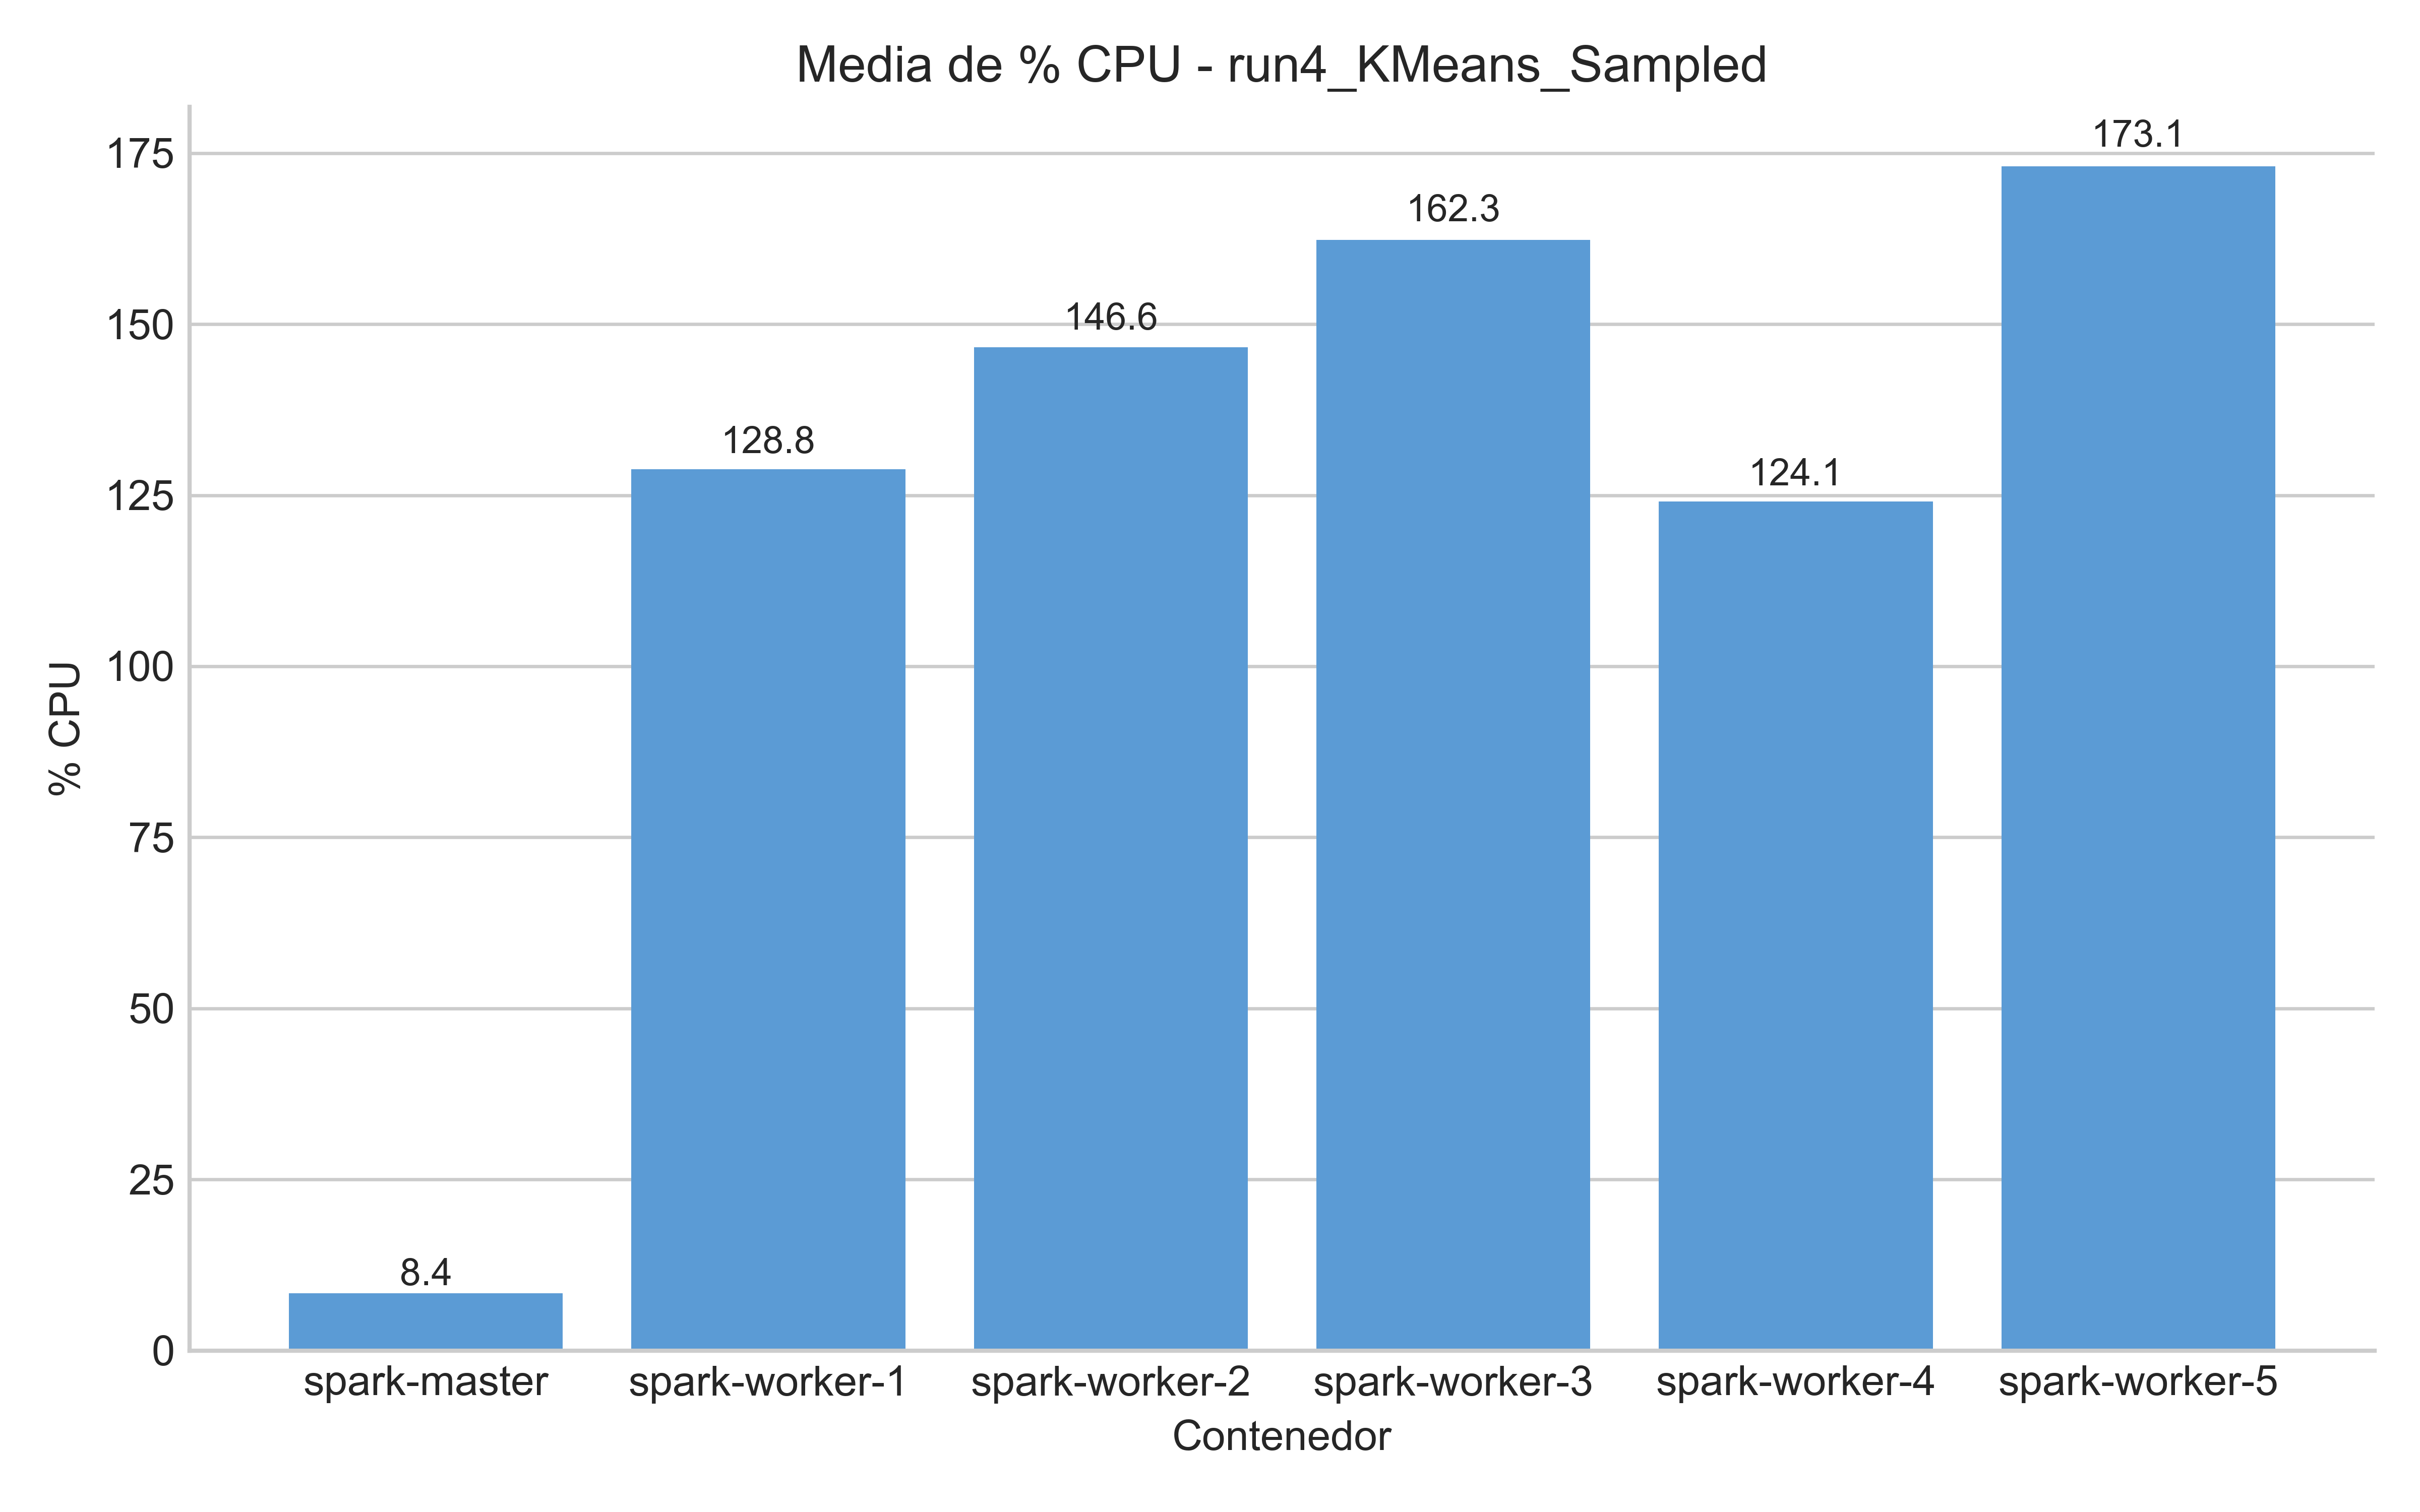 Media de % CPU - run4_KMeans_Sampled
175
150
125
100
75
50
25
0
% CPU
8.4
128.8
146.6
162.3
124.1
173.1
spark-master
spark-worker-1
spark-worker-2
spark-worker-3
spark-worker-4
spark-worker-5
Contenedor